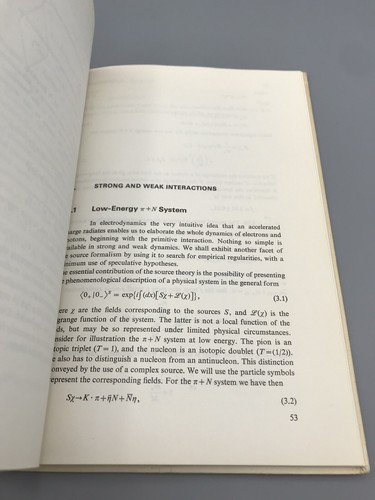 STRONG AND WEAK INTERACTIONS
.1 Low-Energy π+N System
In electrodynamics the very intuitive idea that an accelerated
charge radiates enables us to elaborate the whole dynamics of electrons and
photons, beginning with the primitive interaction. Nothing so simple is
available in strong and weak dynamics. We shall exhibit another facet of
source formalism by using it to search for empirical regularities, with a
minimum use of speculative hypotheses.
The essential contribution of the source theory is the possibility of presenting
phenomenological description of a physical system in the general form
⟨0₊|0₋⟩ˢ = exp{i∫(dx)[Sχ+ℒ(χ)]}, (3.1)
where χ are the fields corresponding to the sources S, and ℒ(χ) is the
Lagrange function of the system. The latter is not a local function of the
fields, but may be so represented under limited physical circumstances.
Consider for illustration the π+N system at low energy. The pion is an
isotopic triplet (T=1), and the nucleon is an isotopic doublet (T=(1/2)).
also has to distinguish a nucleon from an antinucleon. This distinction
conveyed by the use of a complex source. We will use the particle symbols
represent the corresponding fields. For the π+N system we have then
Sχ→K·π+η̄N+N̄η, (3.2)
53